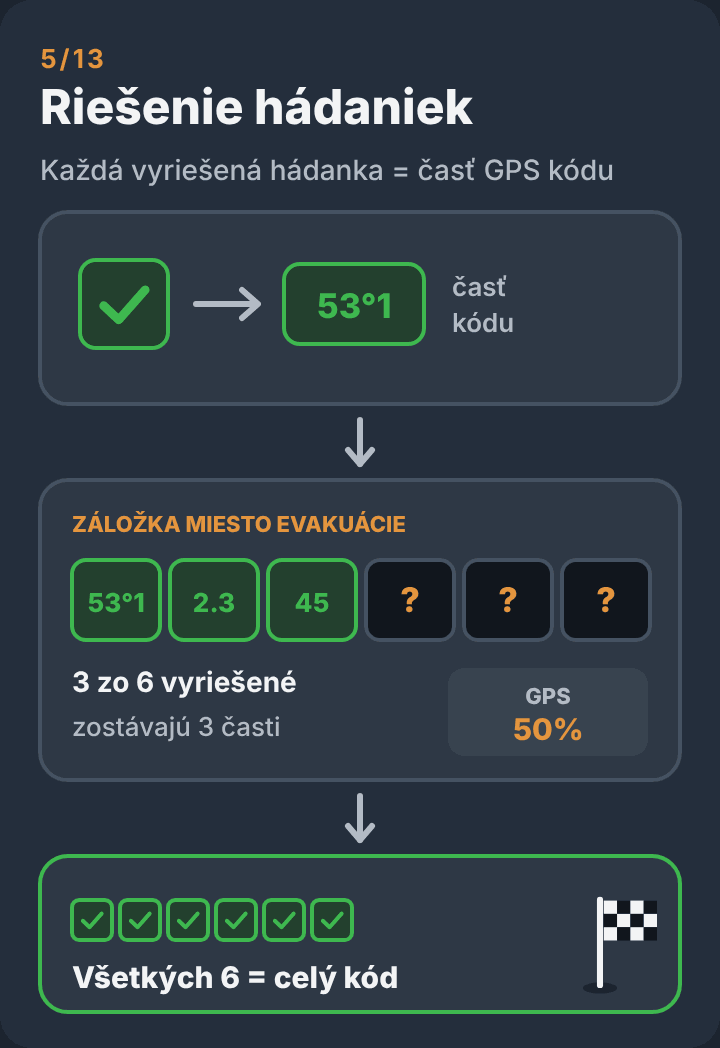 5/13
Riešenie hádaniek
Každá vyriešená hádanka = časť GPS kódu
53°1
časť
kódu
ZÁLOŽKA MIESTO EVAKUÁCIE
53°1 2.3 45 ? ? ?
3 zo 6 vyriešené
zostávajú 3 časti
GPS
50%
Všetkých 6 = celý kód